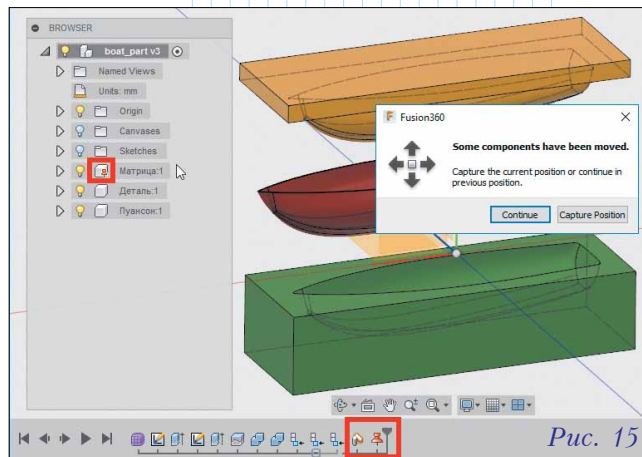 BROWSER
boat_part v3
Named Views
Units: mm
Origin
Canvases
Sketches
Матрица:1
Деталь:1
Пуансон:1
Fusion360
Some components have been moved.
Capture the current position or continue in
previous position.
Continue
Capture Position
Рис. 15